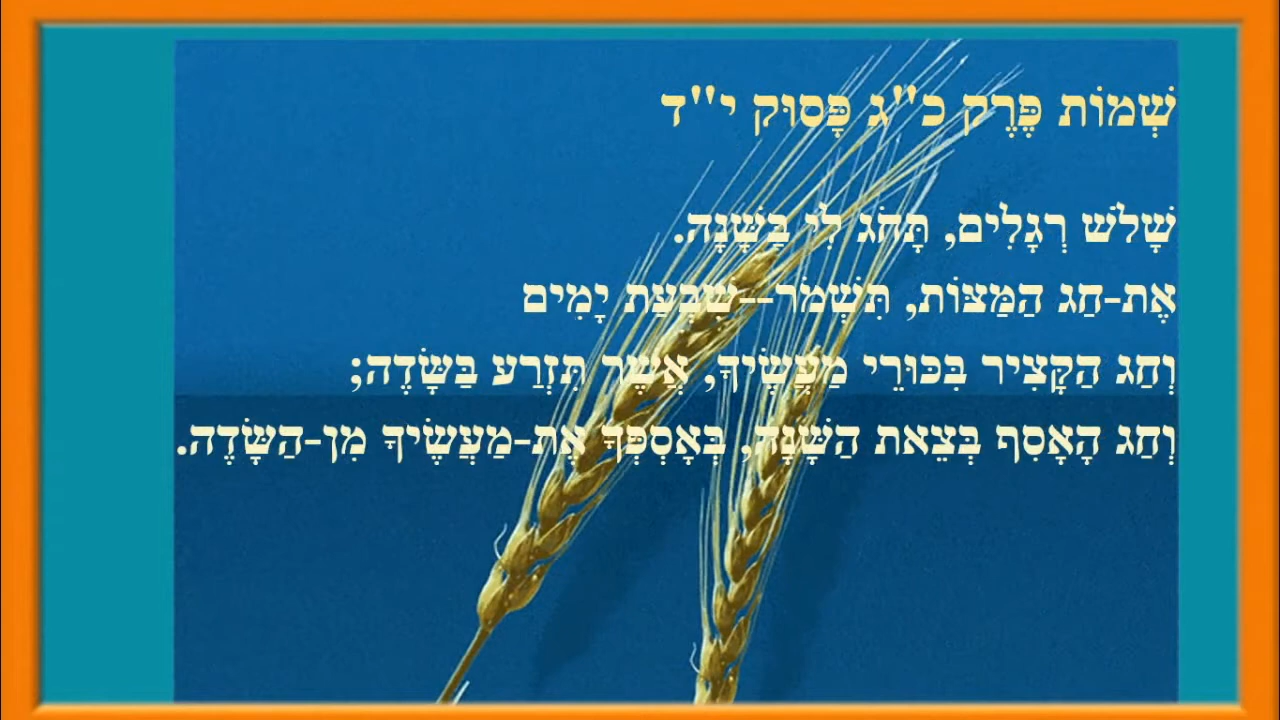 שְׁמוֹת פֶּרֶק כ"ג פָּסוּק י"ד
שָׁלֹשׁ רְגָלִים, תָּחֹג לִי בַּשָּׁנָה.
אֶת-חַג הַמַּצּוֹת, תִּשְׁמֹר--שִׁבְעַת יָמִים
וְחַג הַקָּצִיר בִּכּוּרֵי מַעֲשֶׂיךָ, אֲשֶׁר תִּזְרַע בַּשָּׂדֶה;
וְחַג הָאָסִף בְּצֵאת הַשָּׁנָה, בְּאָסְפְּךָ אֶת-מַעֲשֶׂיךָ מִן-הַשָּׂדֶה.